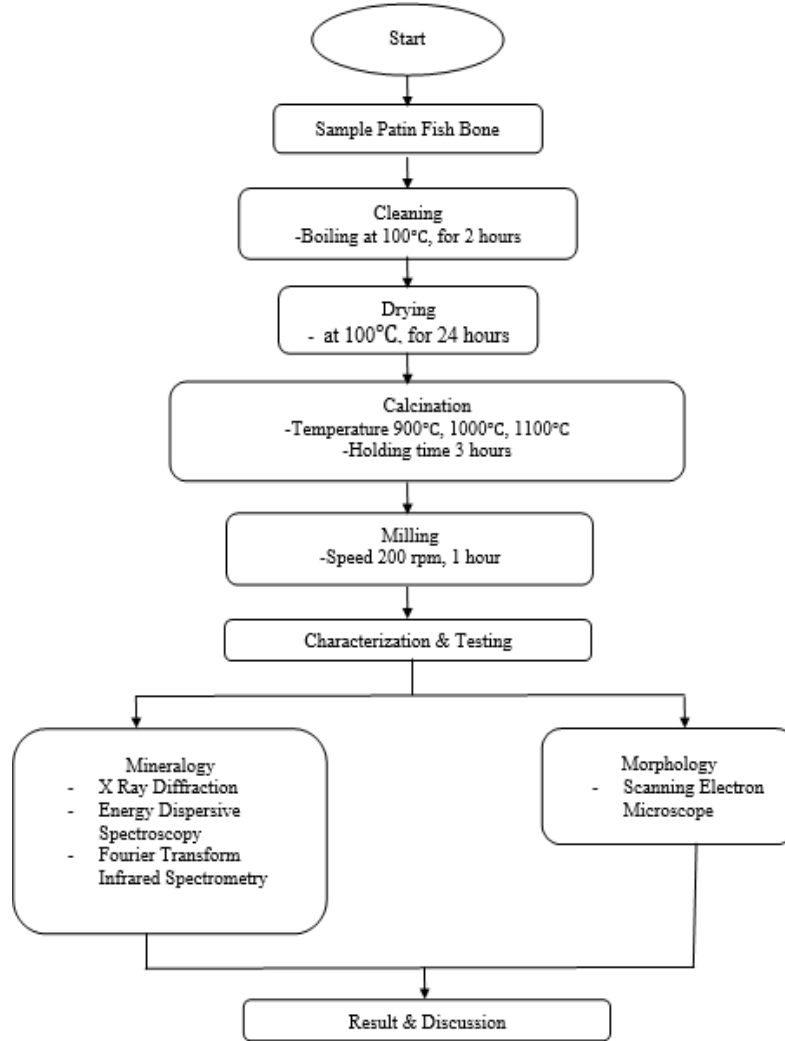 Start
Sample Patin Fish Bone
Cleaning
-Boiling at 100°C, for 2 hours
Drying
- at 100°C, for 24 hours
Calcination
-Temperature 900°C, 1000°C, 1100°C
-Holding time 3 hours
Milling
-Speed 200 rpm, 1 hour
Characterization & Testing
Mineralogy
- X Ray Diffraction
- Energy Dispersive
Spectroscopy
- Fourier Transform
Infrared Spectrometry
Morphology
- Scanning Electron
Microscope
Result & Discussion